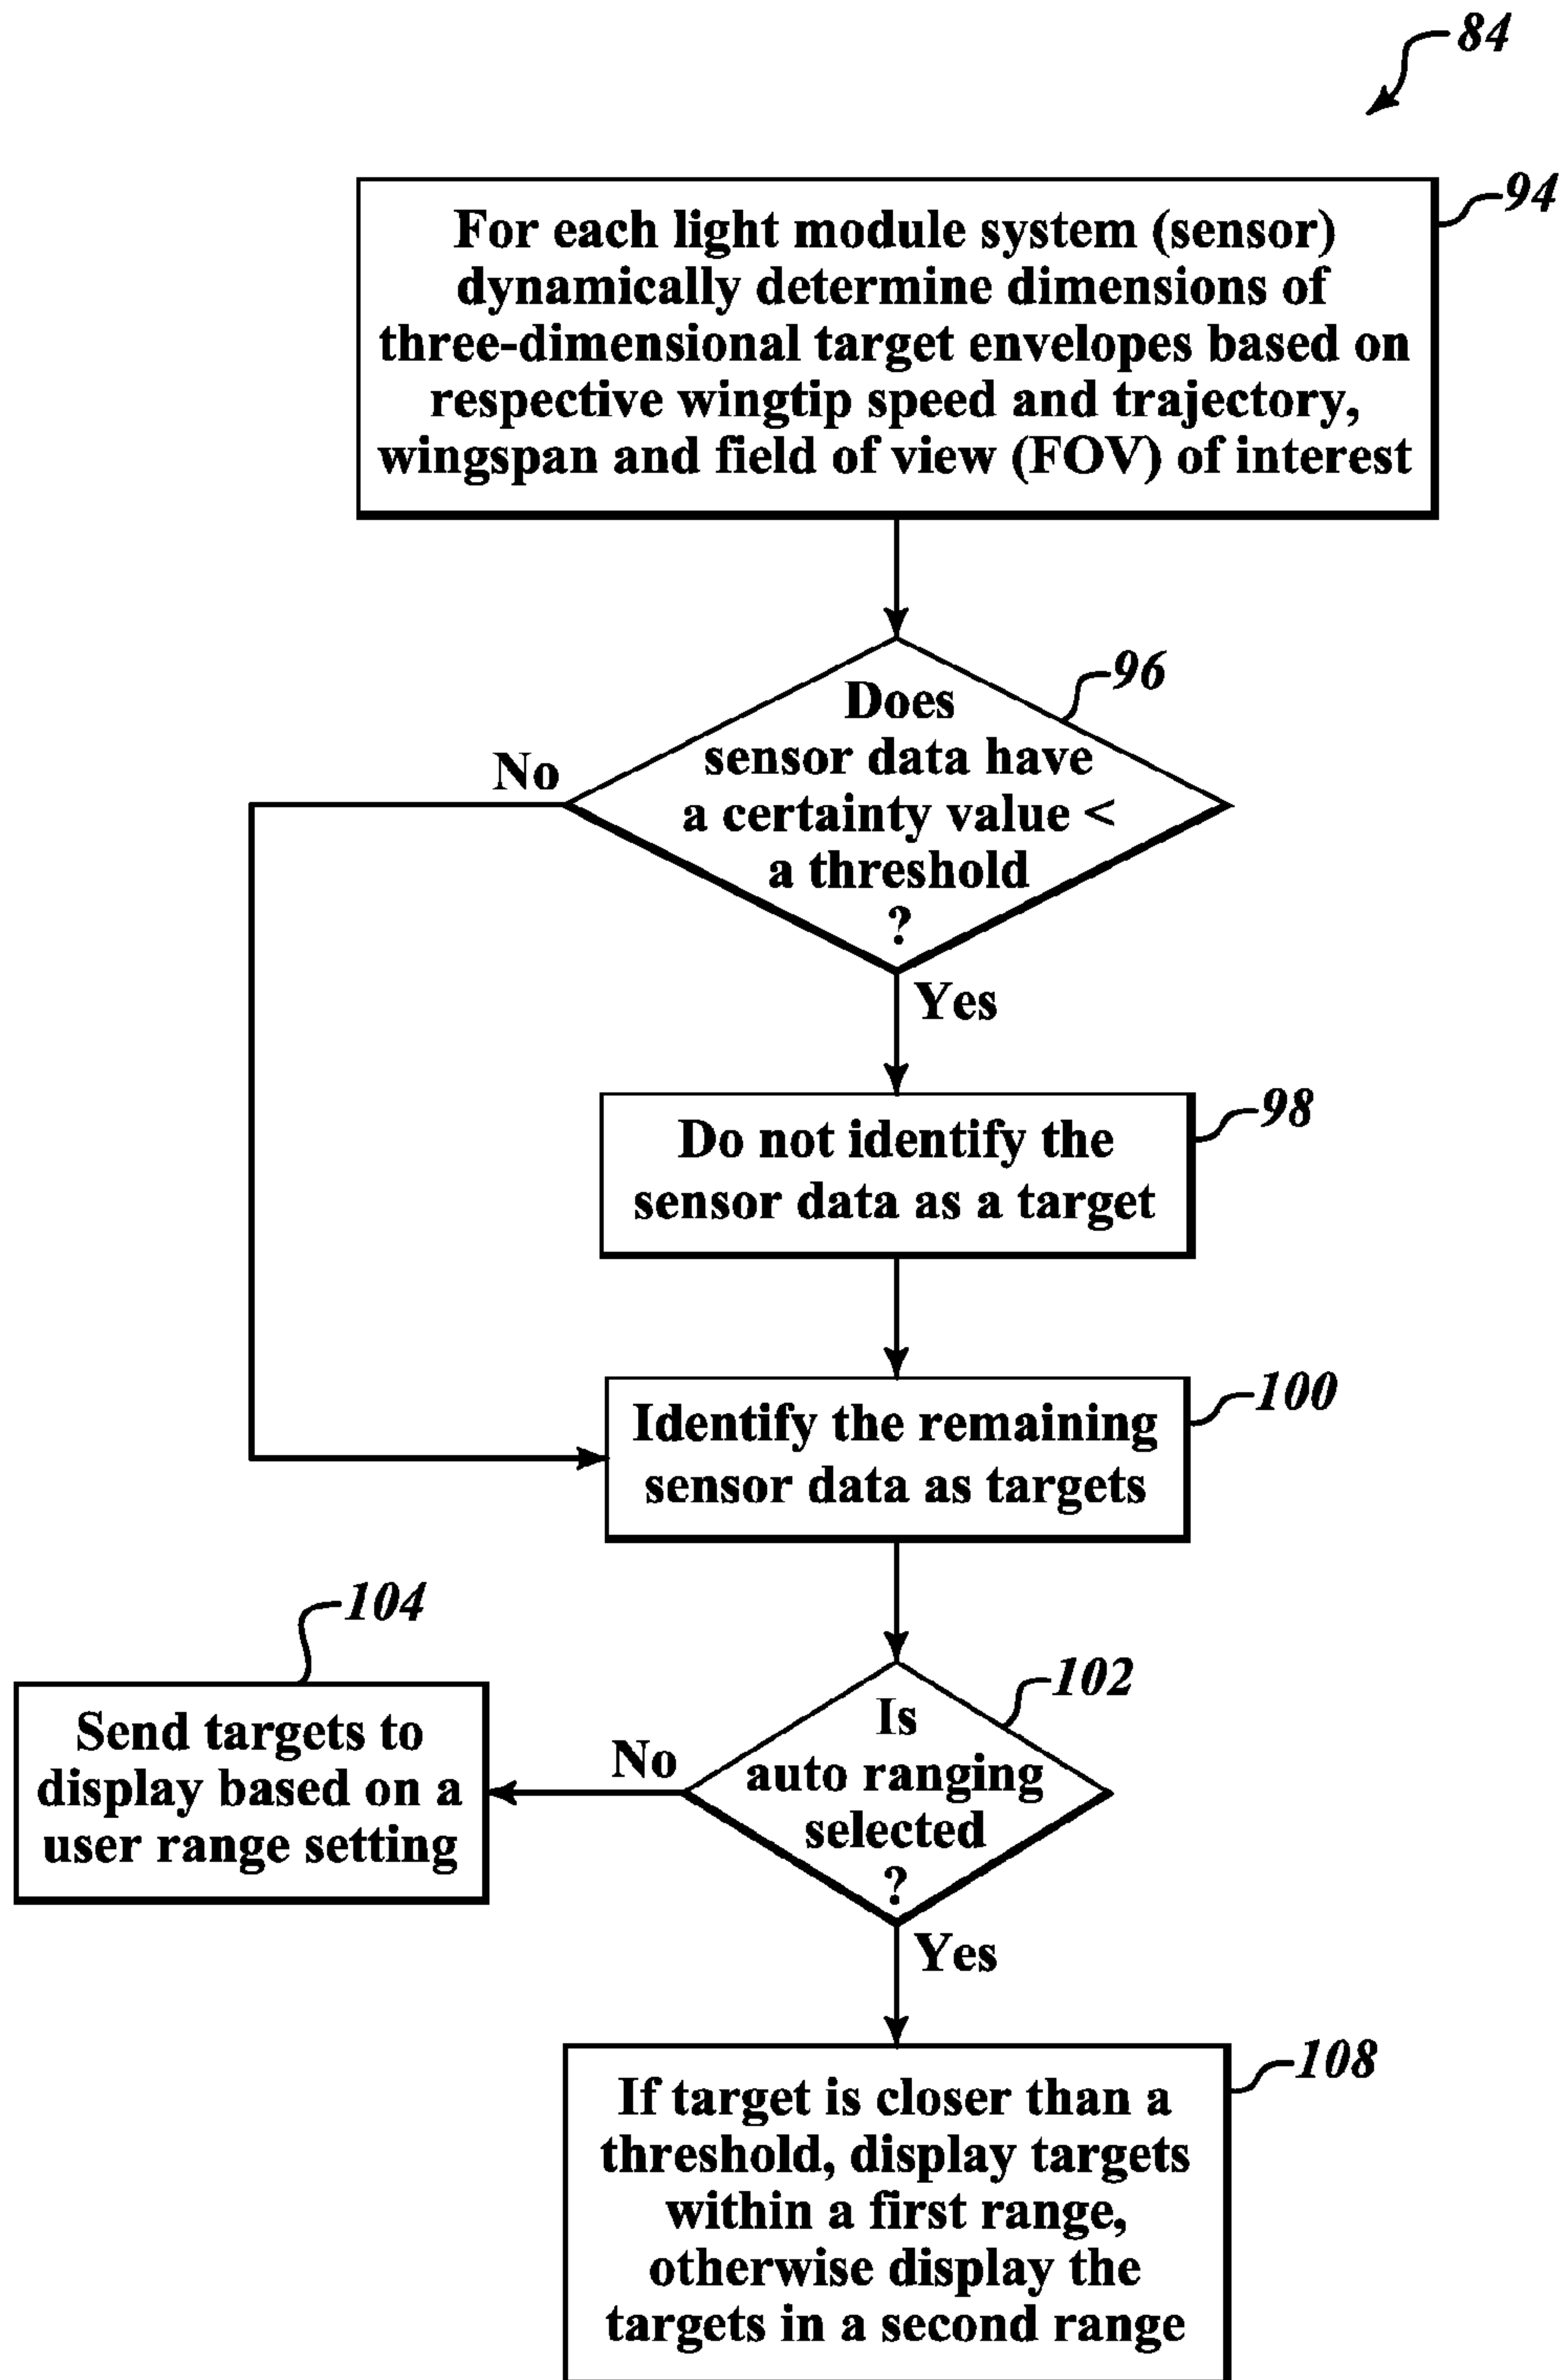 84
94
For each light module system (sensor)
dynamically determine dimensions of
three-dimensional target envelopes based on
respective wingtip speed and trajectory,
wingspan and field of view (FOV) of interest
96
Does
sensor data have
a certainty value <
a threshold
?
No
Yes
98
Do not identify the
sensor data as a target
100
Identify the remaining
sensor data as targets
104
Send targets to
display based on a
user range setting
102
Is
auto ranging
selected
?
No
Yes
108
If target is closer than a
threshold, display targets
within a first range,
otherwise display the
targets in a second range